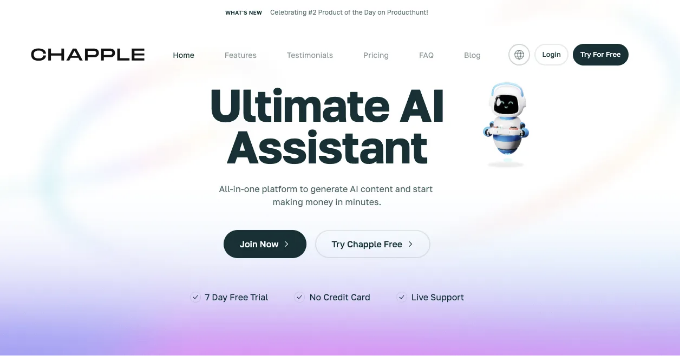 WHAT'S NEW Celebrating #2 Product of the Day on Producthunt!
CHAPPLE Home Features Testimonials Pricing FAQ Blog Login Try For Free
Ultimate AI
Assistant
All-in-one platform to generate AI content and start
making money in minutes.
Join Now Try Chapple Free
7 Day Free Trial No Credit Card Live Support